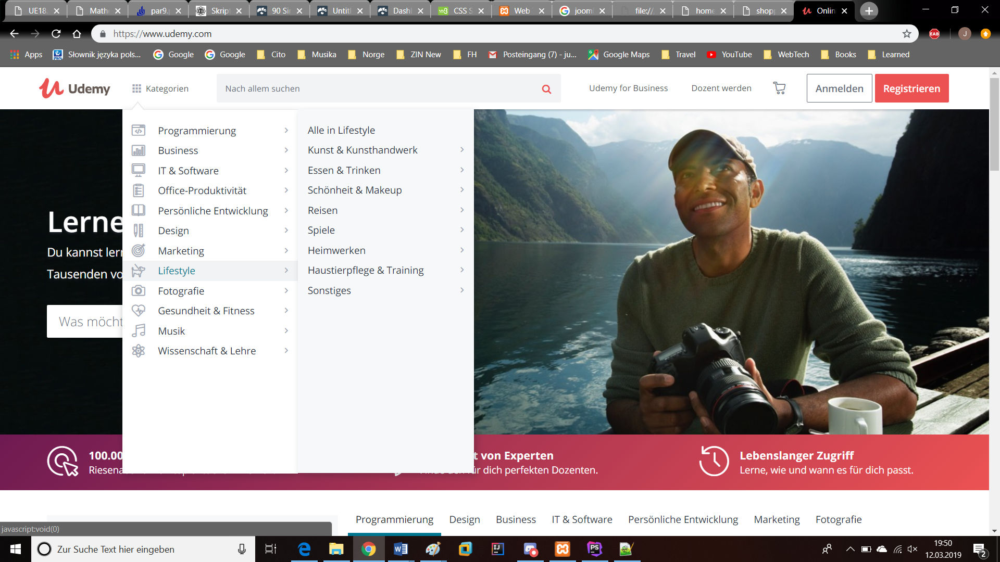 UE18.
Mathe
par9.p
Skript
90 Sin
Untitl
Dashl
CSS S
Web
joom
file://
home
shopp
Onlin
https://www.udemy.com
EAB
J
Apps
Słownik języka pols...
Google
Google
Cito
Musika
Norge
ZIN New
FH
Posteingang (7) - ju...
Google Maps
Travel
YouTube
WebTech
Books
Learned
Udemy
Kategorien
Nach allem suchen
Udemy for Business
Dozent werden
Anmelden
Registrieren
Programmierung
Business
IT & Software
Office-Produktivität
Persönliche Entwicklung
Design
Marketing
Lifestyle
Fotografie
Gesundheit & Fitness
Musik
Wissenschaft & Lehre
Alle in Lifestyle
Kunst & Kunsthandwerk
Essen & Trinken
Schönheit & Makeup
Reisen
Spiele
Heimwerken
Haustierpflege & Training
Sonstiges
Lerne
Du kannst ler
Tausenden vo
Was möcht
100.00
Riesena
t von Experten
für dich perfekten Dozenten.
Lebenslanger Zugriff
Lerne, wie und wann es für dich passt.
Programmierung
Design
Business
IT & Software
Persönliche Entwicklung
Marketing
Fotografie
javascript:void(0)
Zur Suche Text hier eingeben
19:50
12.03.2019
2